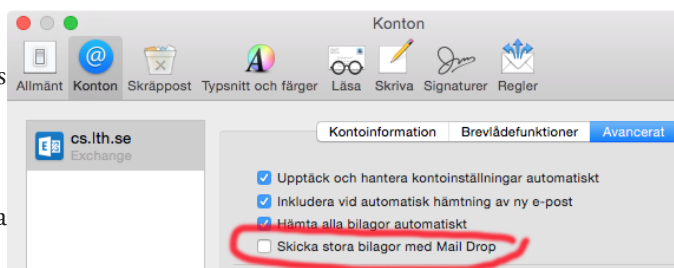 Konton
s
Allmänt Konton Skräppost Typsnitt och färger Läsa Skriva Signaturer Regler
cs.lth.se
Exchange
Kontoinformation Brevlådefunktioner Avancerat
Upptäck och hantera kontoinställningar automatiskt
Inkludera vid automatisk hämtning av ny e-post
a
Hämta alla bilagor automatiskt
Skicka stora bilagor med Mail Drop